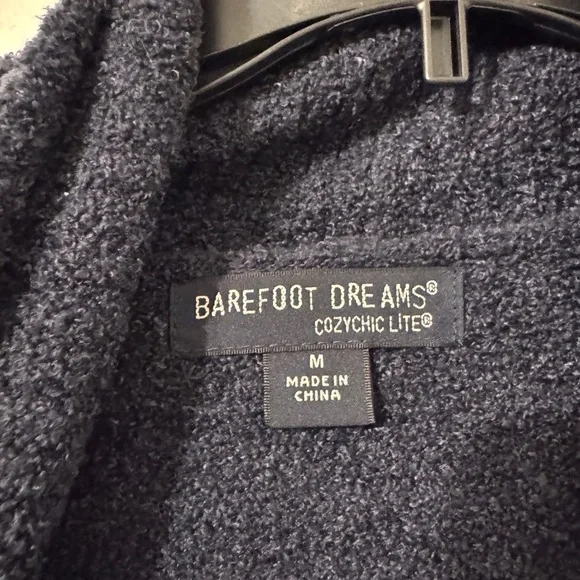 BAREFOOT DREAMS®
COZYCHIC LiTE®
M
MADE IN
CHINA